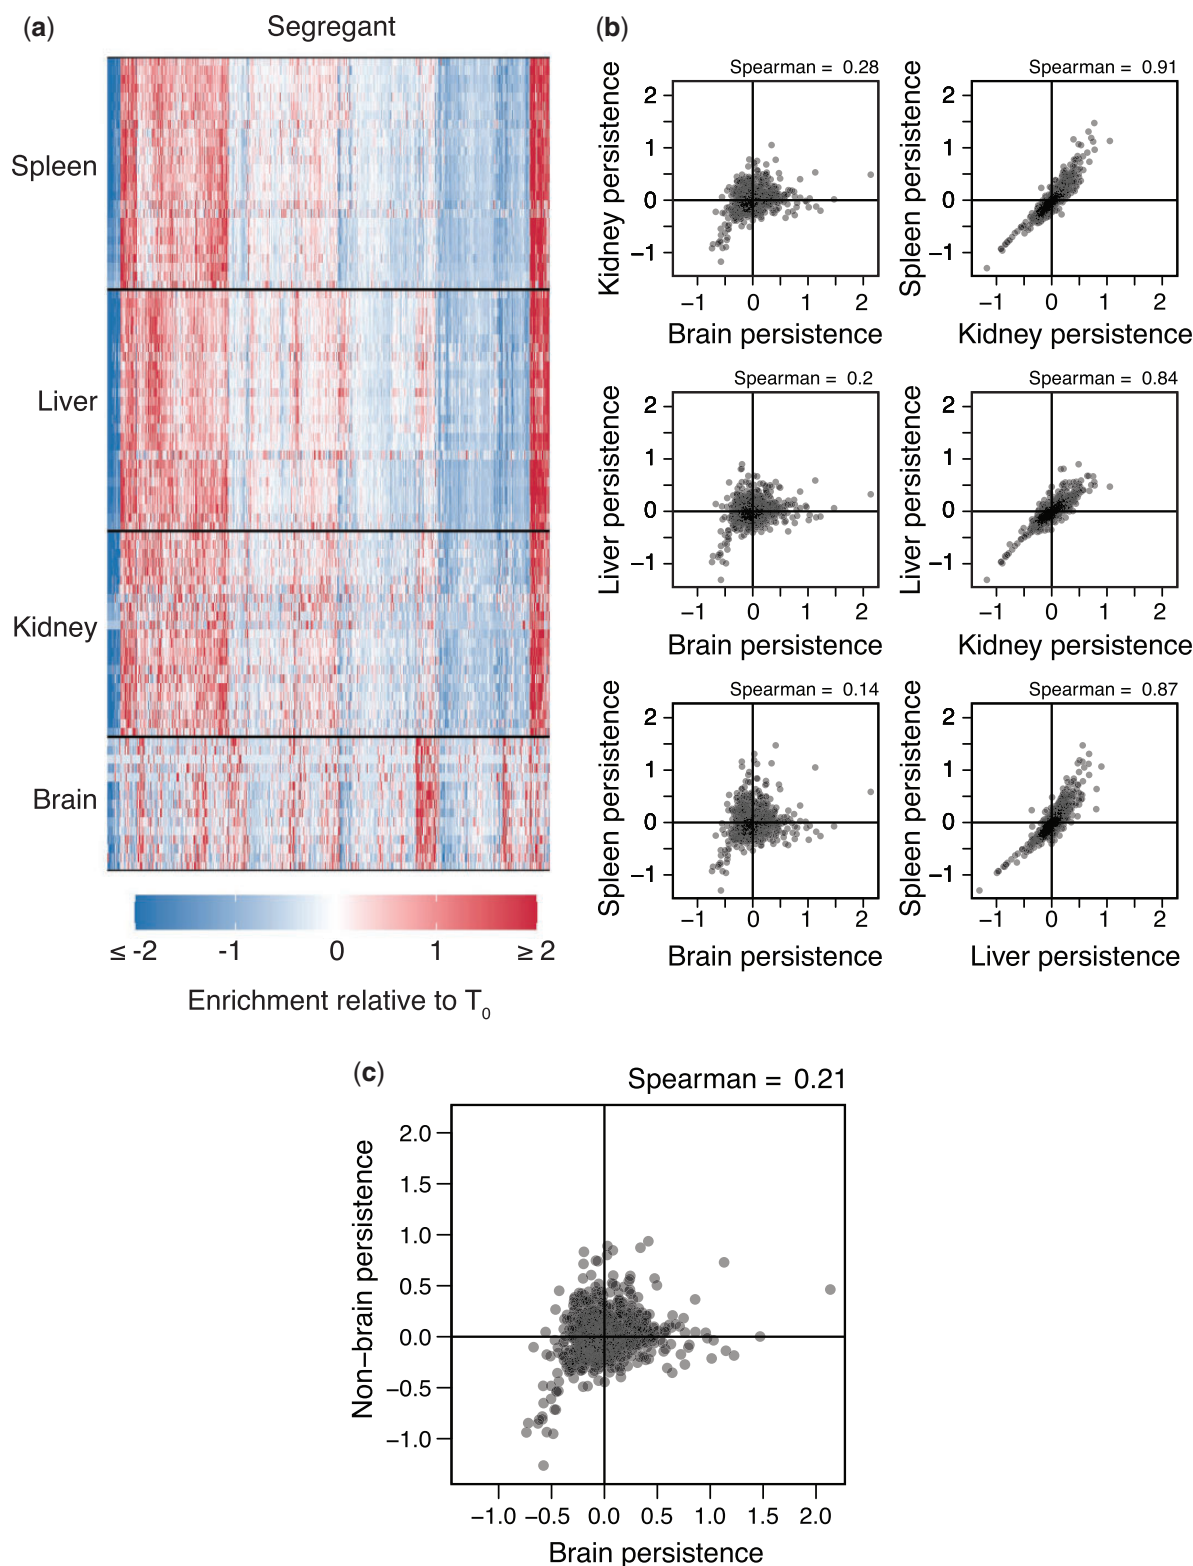 (a)
Segregant
Spleen
Liver
Kidney
Brain
≤ -2 -1 0 1 ≥ 2
Enrichment relative to T0
(b)
Spearman = 0.28
Kidney persistence
2
1
0
−1
−1 0 1 2
Brain persistence
Spearman = 0.91
Spleen persistence
2
1
0
−1
−1 0 1 2
Kidney persistence
Spearman = 0.2
Liver persistence
2
1
0
−1
−1 0 1 2
Brain persistence
Spearman = 0.84
Liver persistence
2
1
0
−1
−1 0 1 2
Kidney persistence
Spearman = 0.14
Spleen persistence
2
1
0
−1
−1 0 1 2
Brain persistence
Spearman = 0.87
Spleen persistence
2
1
0
−1
−1 0 1 2
Liver persistence
(c)
Spearman = 0.21
Non−brain persistence
2.0
1.5
1.0
0.5
0.0
−0.5
−1.0
−1.0 −0.5 0.0 0.5 1.0 1.5 2.0
Brain persistence